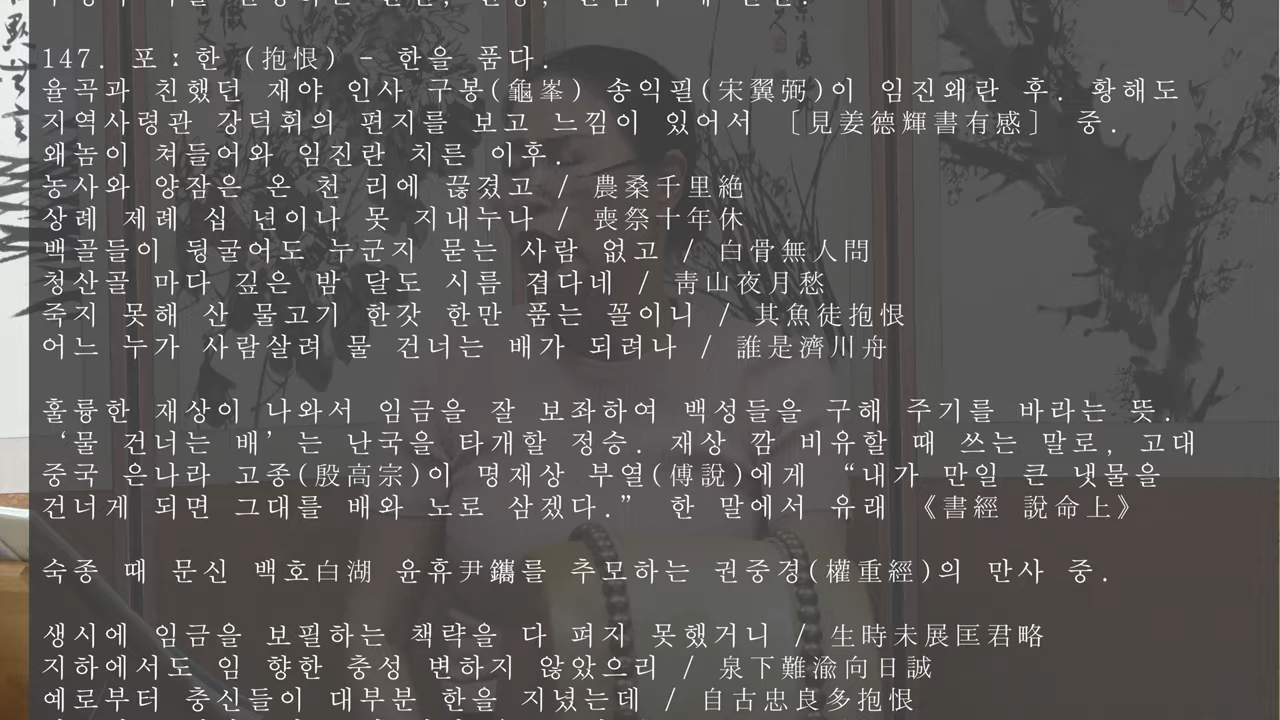 147. 포：한 (抱恨) – 한을 품다.
율곡과 친했던 재야 인사 구봉(龜峯) 송익필(宋翼弼)이 임진왜란 후. 황해도
지역사령관 강덕휘의 편지를 보고 느낌이 있어서 ［見姜德輝書有感］ 중.
왜놈이 쳐들어와 임진란 치른 이후.
농사와 양잠은 온 천 리에 끊겼고 / 農桑千里絶
상례 제례 십 년이나 못 지내누나 / 喪祭十年休
백골들이 뒹굴어도 누군지 묻는 사람 없고 / 白骨無人問
청산골 마다 깊은 밤 달도 시름 겹다네 / 靑山夜月愁
죽지 못해 산 물고기 한갓 한만 품는 꼴이니 / 其魚徒抱恨
어느 누가 사람살려 물 건너는 배가 되려나 / 誰是濟川舟
훌륭한 재상이 나와서 임금을 잘 보좌하여 백성들을 구해 주기를 바라는 뜻.
‘물 건너는 배’는 난국을 타개할 정승. 재상 깜 비유할 때 쓰는 말로, 고대
중국 은나라 고종(殷高宗)이 명재상 부열(傅說)에게 “내가 만일 큰 냇물을
건너게 되면 그대를 배와 노로 삼겠다.” 한 말에서 유래 《書經 說命上》
숙종 때 문신 백호白湖 윤휴尹鑴를 추모하는 권중경(權重經)의 만사 중.
생시에 임금을 보필하는 책략을 다 펴지 못했거니 / 生時未展匡君略
지하에서도 임 향한 충성 변하지 않았으리 / 泉下難渝向日誠
예로부터 충신들이 대부분 한을 지녔는데 / 自古忠良多抱恨